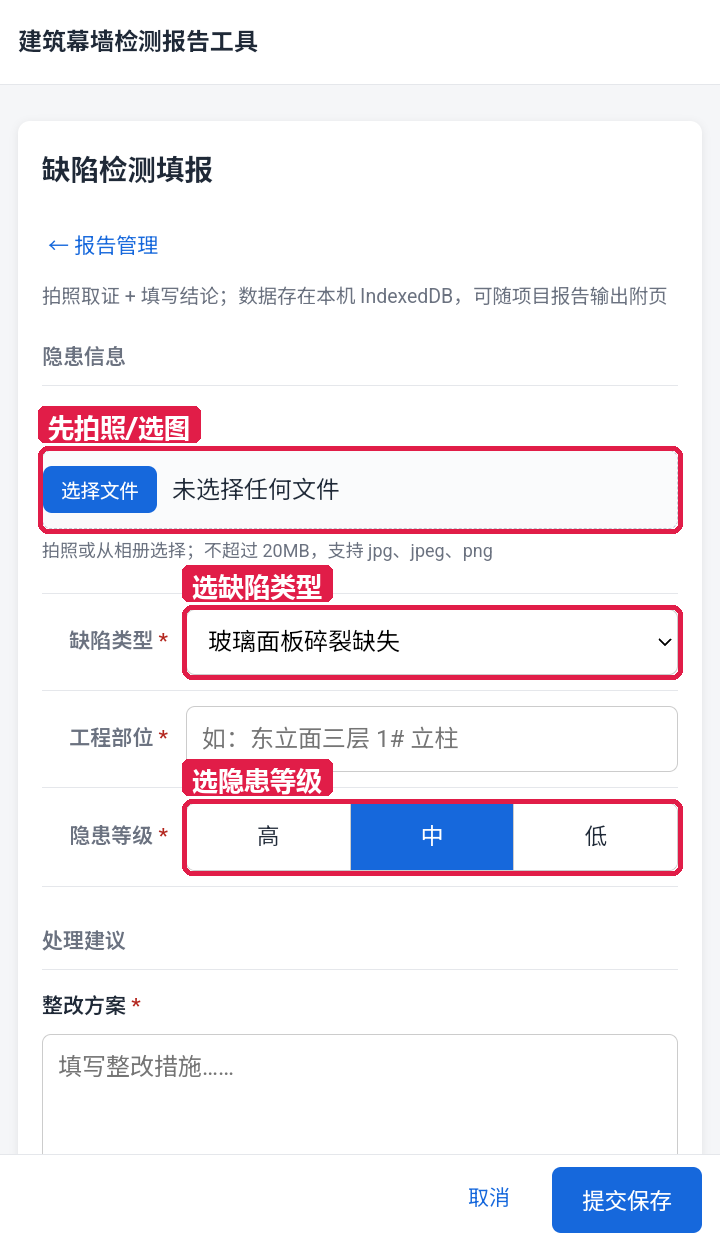 建筑幕墙检测报告工具
缺陷检测填报
← 报告管理
拍照取证 + 填写结论；数据存在本机 IndexedDB，可随项目报告输出附页
隐患信息
先拍照/选图
选择文件 未选择任何文件
拍照或从相册选择；不超过 20MB，支持 jpg、jpeg、png
选缺陷类型
缺陷类型 * 玻璃面板碎裂缺失
工程部位 * 如：东立面三层 1# 立柱
选隐患等级
隐患等级 * 高 中 低
处理建议
整改方案 *
填写整改措施……
取消 提交保存